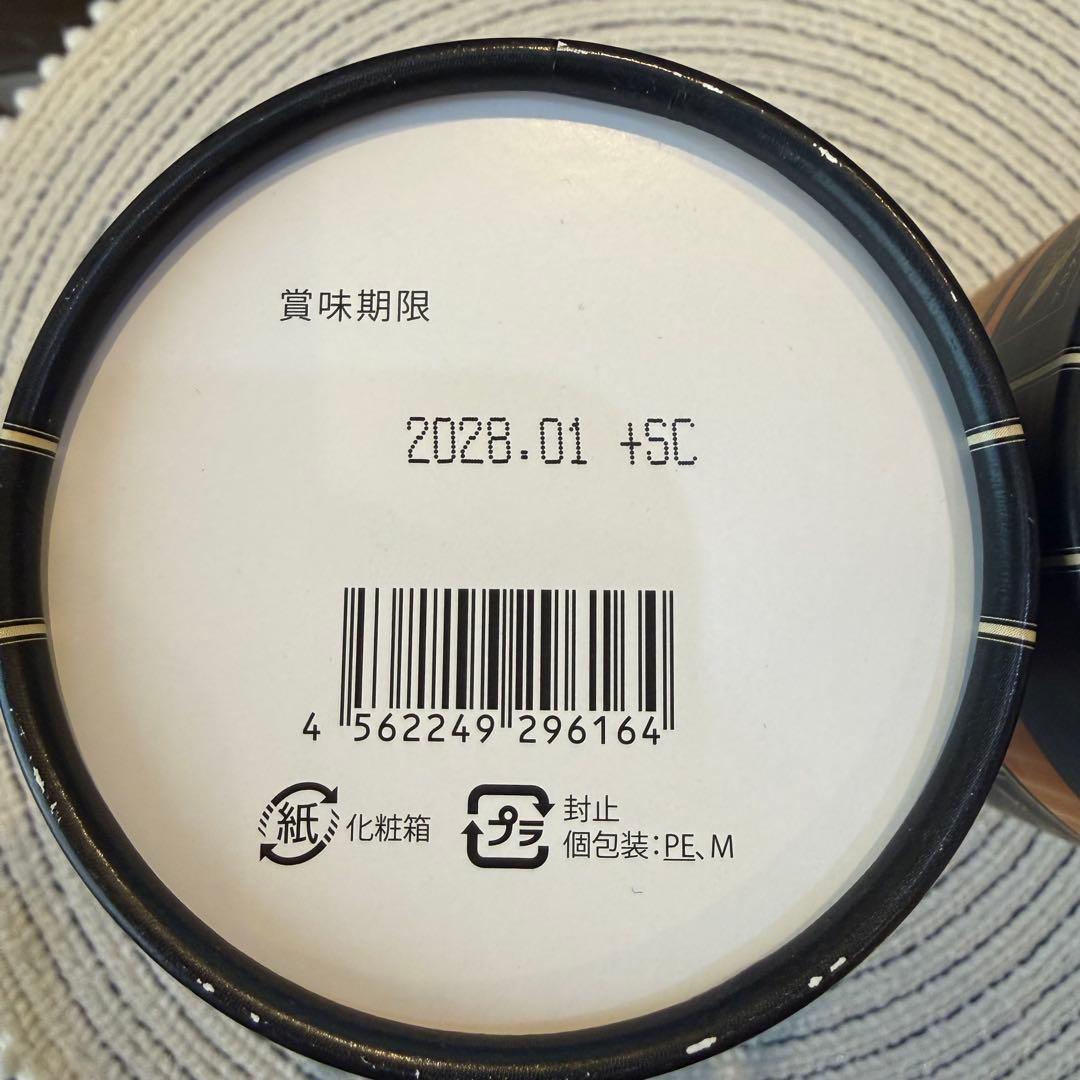 賞味期限
2028.01 +SC
4 562249 296164
紙 化粧箱
プラ 封止
個包装:PE、M